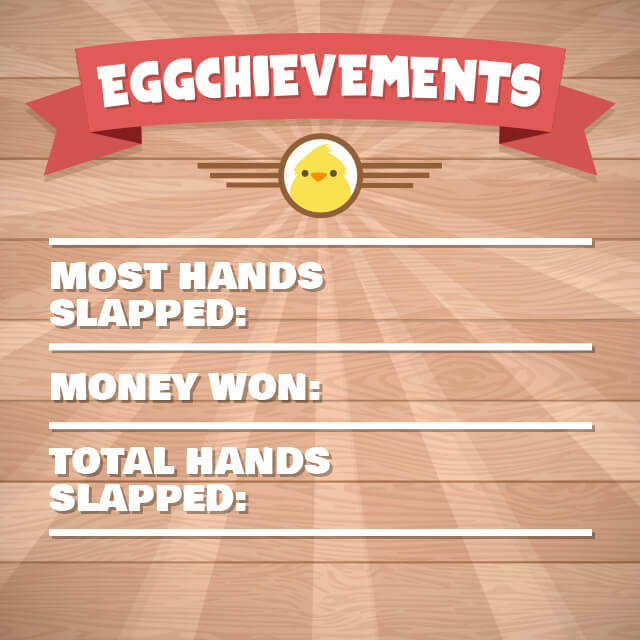 EGGCHIEVEMENTS
MOST HANDS
SLAPPED:
MONEY WON:
TOTAL HANDS
SLAPPED: